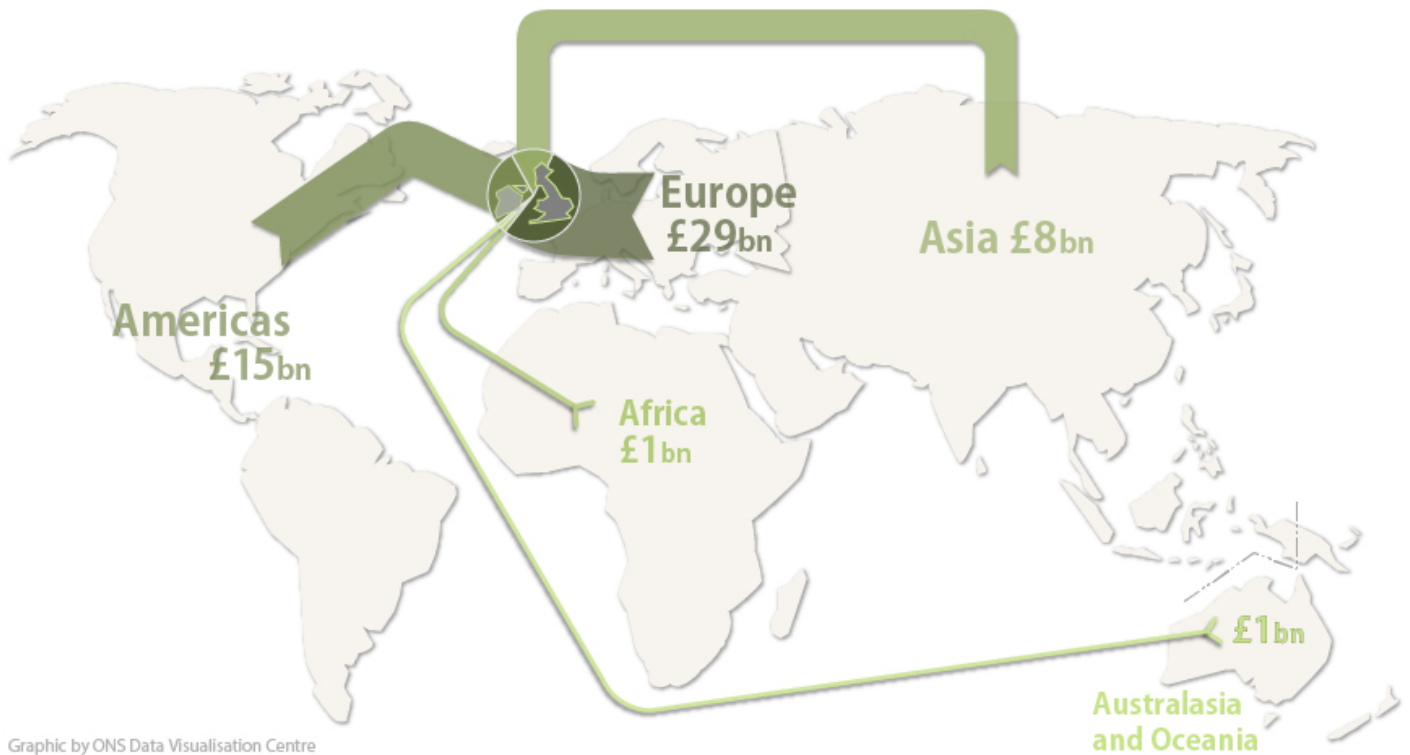 Europe
£29bn
Asia £8bn
Americas
£15bn
Africa
£1bn
£1bn
Australasia
and Oceania
Graphic by ONS Data Visualisation Centre